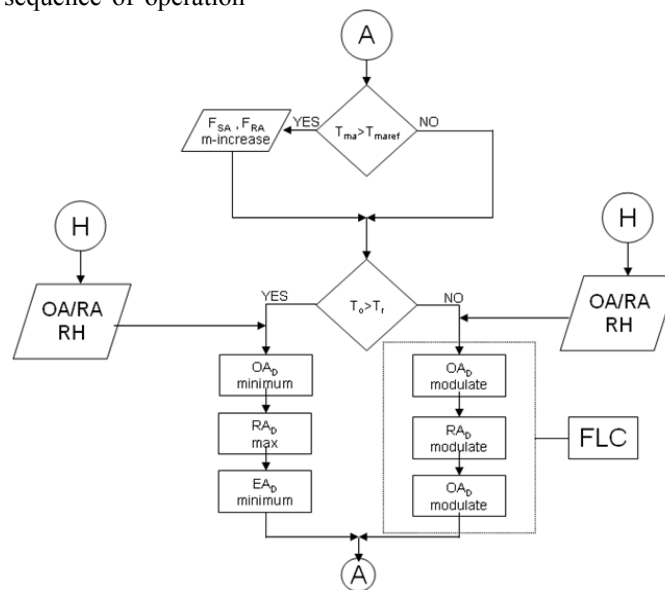 sequence of operation
A
T_ma>T_maref
YES
NO
F_SA , F_RA
m-increase
H
OA/RA
RH
H
OA/RA
RH
T_o>T_r
YES
NO
OA_D
minimum
RA_D
max
EA_D
minimum
OA_D
modulate
RA_D
modulate
OA_D
modulate
FLC
A